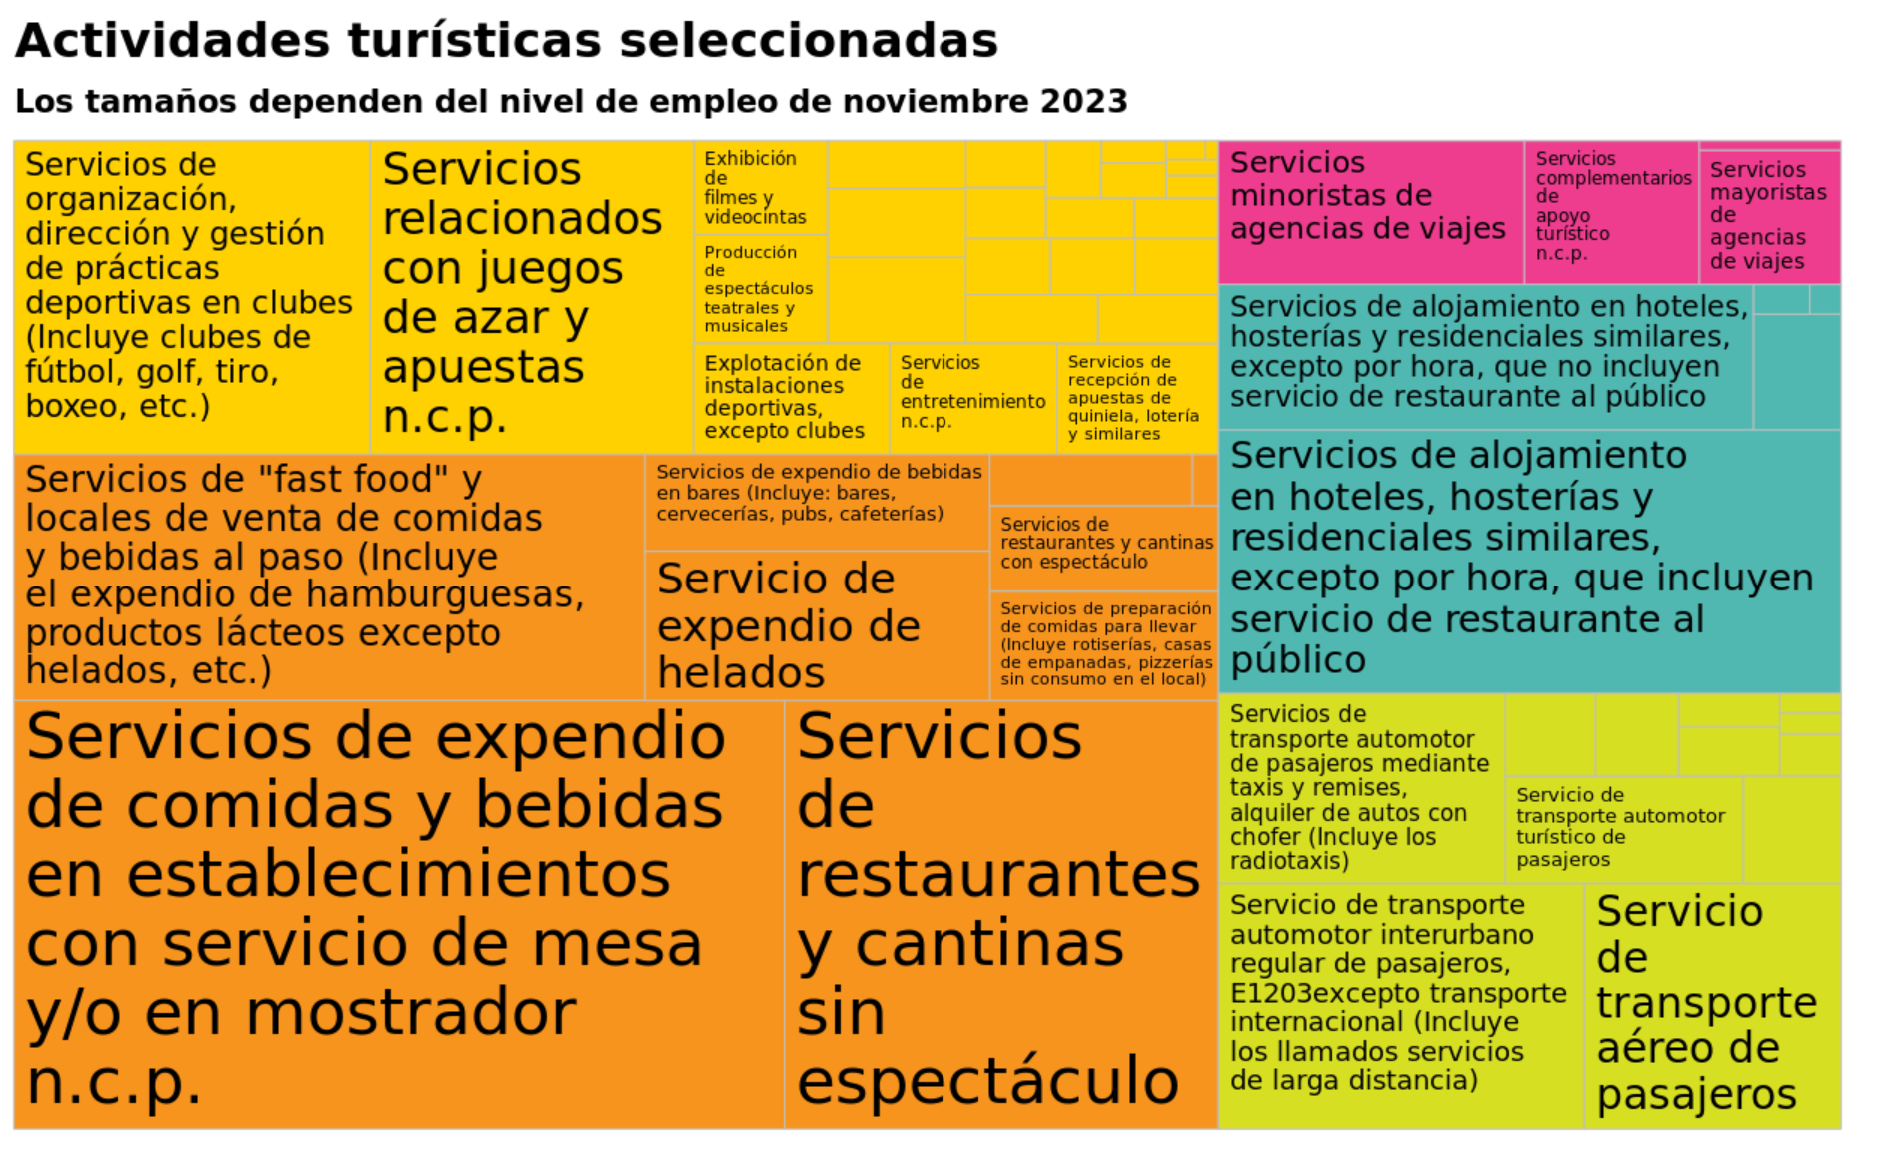 Actividades turísticas seleccionadas
Los tamaños dependen del nivel de empleo de noviembre 2023
Servicios de
organización,
dirección y gestión
de prácticas
deportivas en clubes
(Incluye clubes de
fútbol, golf, tiro,
boxeo, etc.)
Servicios
relacionados
con juegos
de azar y
apuestas
n.c.p.
Exhibición
de
filmes y
videocintas
Producción
de
espectáculos
teatrales y
musicales
Explotación de
instalaciones
deportivas,
excepto clubes
Servicios
de
entretenimiento
n.c.p.
Servicios de
recepción de
apuestas de
quiniela, lotería
y similares
Servicios
minoristas de
agencias de viajes
Servicios
complementarios
de
apoyo
turístico
n.c.p.
Servicios
mayoristas
de
agencias
de viajes
Servicios de alojamiento en hoteles,
hosterías y residenciales similares,
excepto por hora, que no incluyen
servicio de restaurante al público
Servicios de alojamiento
en hoteles, hosterías y
residenciales similares,
excepto por hora, que incluyen
servicio de restaurante al
público
Servicios de "fast food" y
locales de venta de comidas
y bebidas al paso (Incluye
el expendio de hamburguesas,
productos lácteos excepto
helados, etc.)
Servicios de expendio de bebidas
en bares (Incluye: bares,
cervecerías, pubs, cafeterías)
Servicio de
expendio de
helados
Servicios de
restaurantes y cantinas
con espectáculo
Servicios de preparación
de comidas para llevar
(Incluye rotiserías, casas
de empanadas, pizzerías
sin consumo en el local)
Servicios de expendio
de comidas y bebidas
en establecimientos
con servicio de mesa
y/o en mostrador
n.c.p.
Servicios
de
restaurantes
y cantinas
sin
espectáculo
Servicios de
transporte automotor
de pasajeros mediante
taxis y remises,
alquiler de autos con
chofer (Incluye los
radiotaxis)
Servicio de
transporte automotor
turístico de
pasajeros
Servicio de transporte
automotor interurbano
regular de pasajeros,
E1203excepto transporte
internacional (Incluye
los llamados servicios
de larga distancia)
Servicio
de
transporte
aéreo de
pasajeros